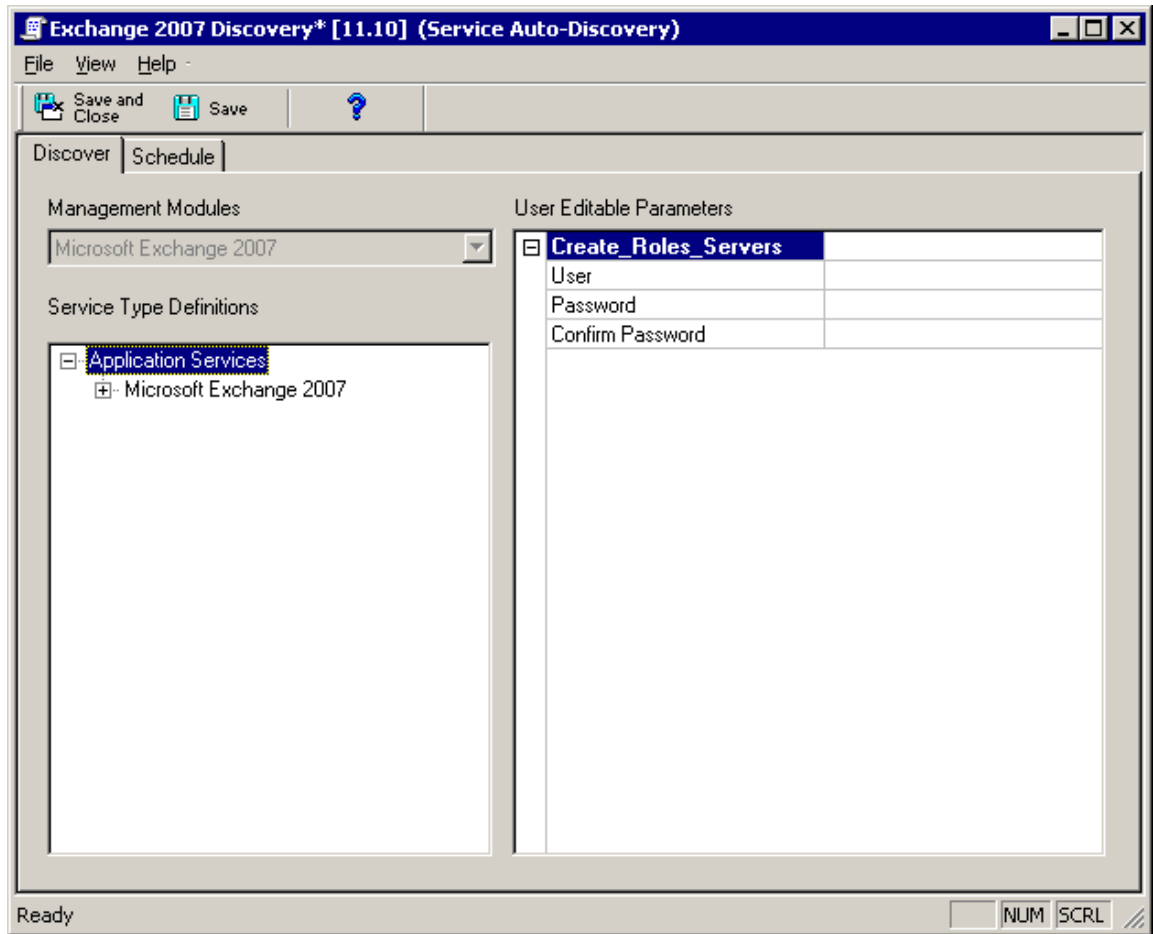 Exchange 2007 Discovery* [11.10] (Service Auto-Discovery)
File View Help
Save and Close Save ?
Discover Schedule
Management Modules
Microsoft Exchange 2007
Service Type Definitions
Application Services
Microsoft Exchange 2007
User Editable Parameters
Create_Roles_Servers
User
Password
Confirm Password
Ready NUM SCRL